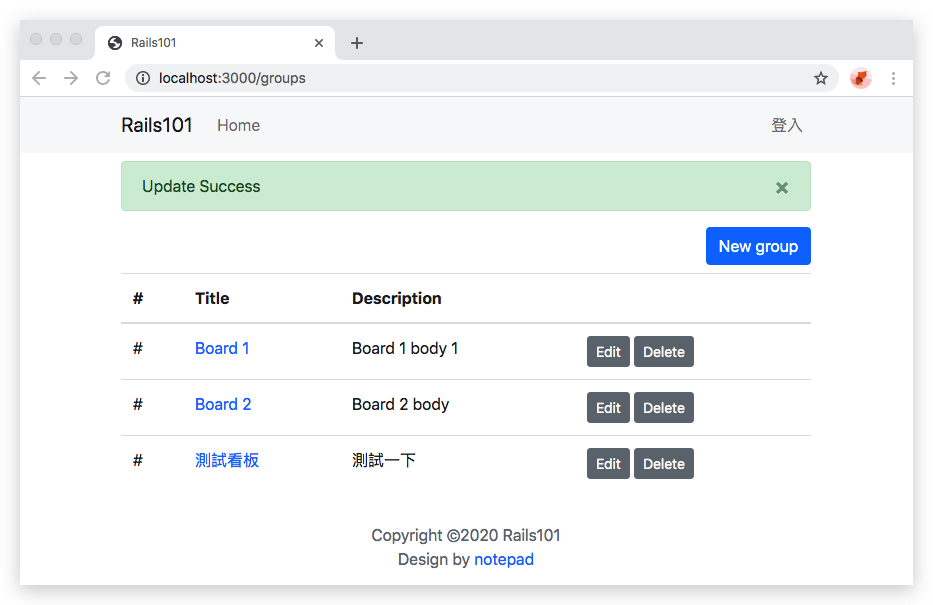 Rails101
localhost:3000/groups
Rails101 Home 登入
Update Success
New group
# Title Description
# Board 1 Board 1 body 1 Edit Delete
# Board 2 Board 2 body Edit Delete
# 測試看板 測試一下 Edit Delete
Copyright ©2020 Rails101
Design by notepad